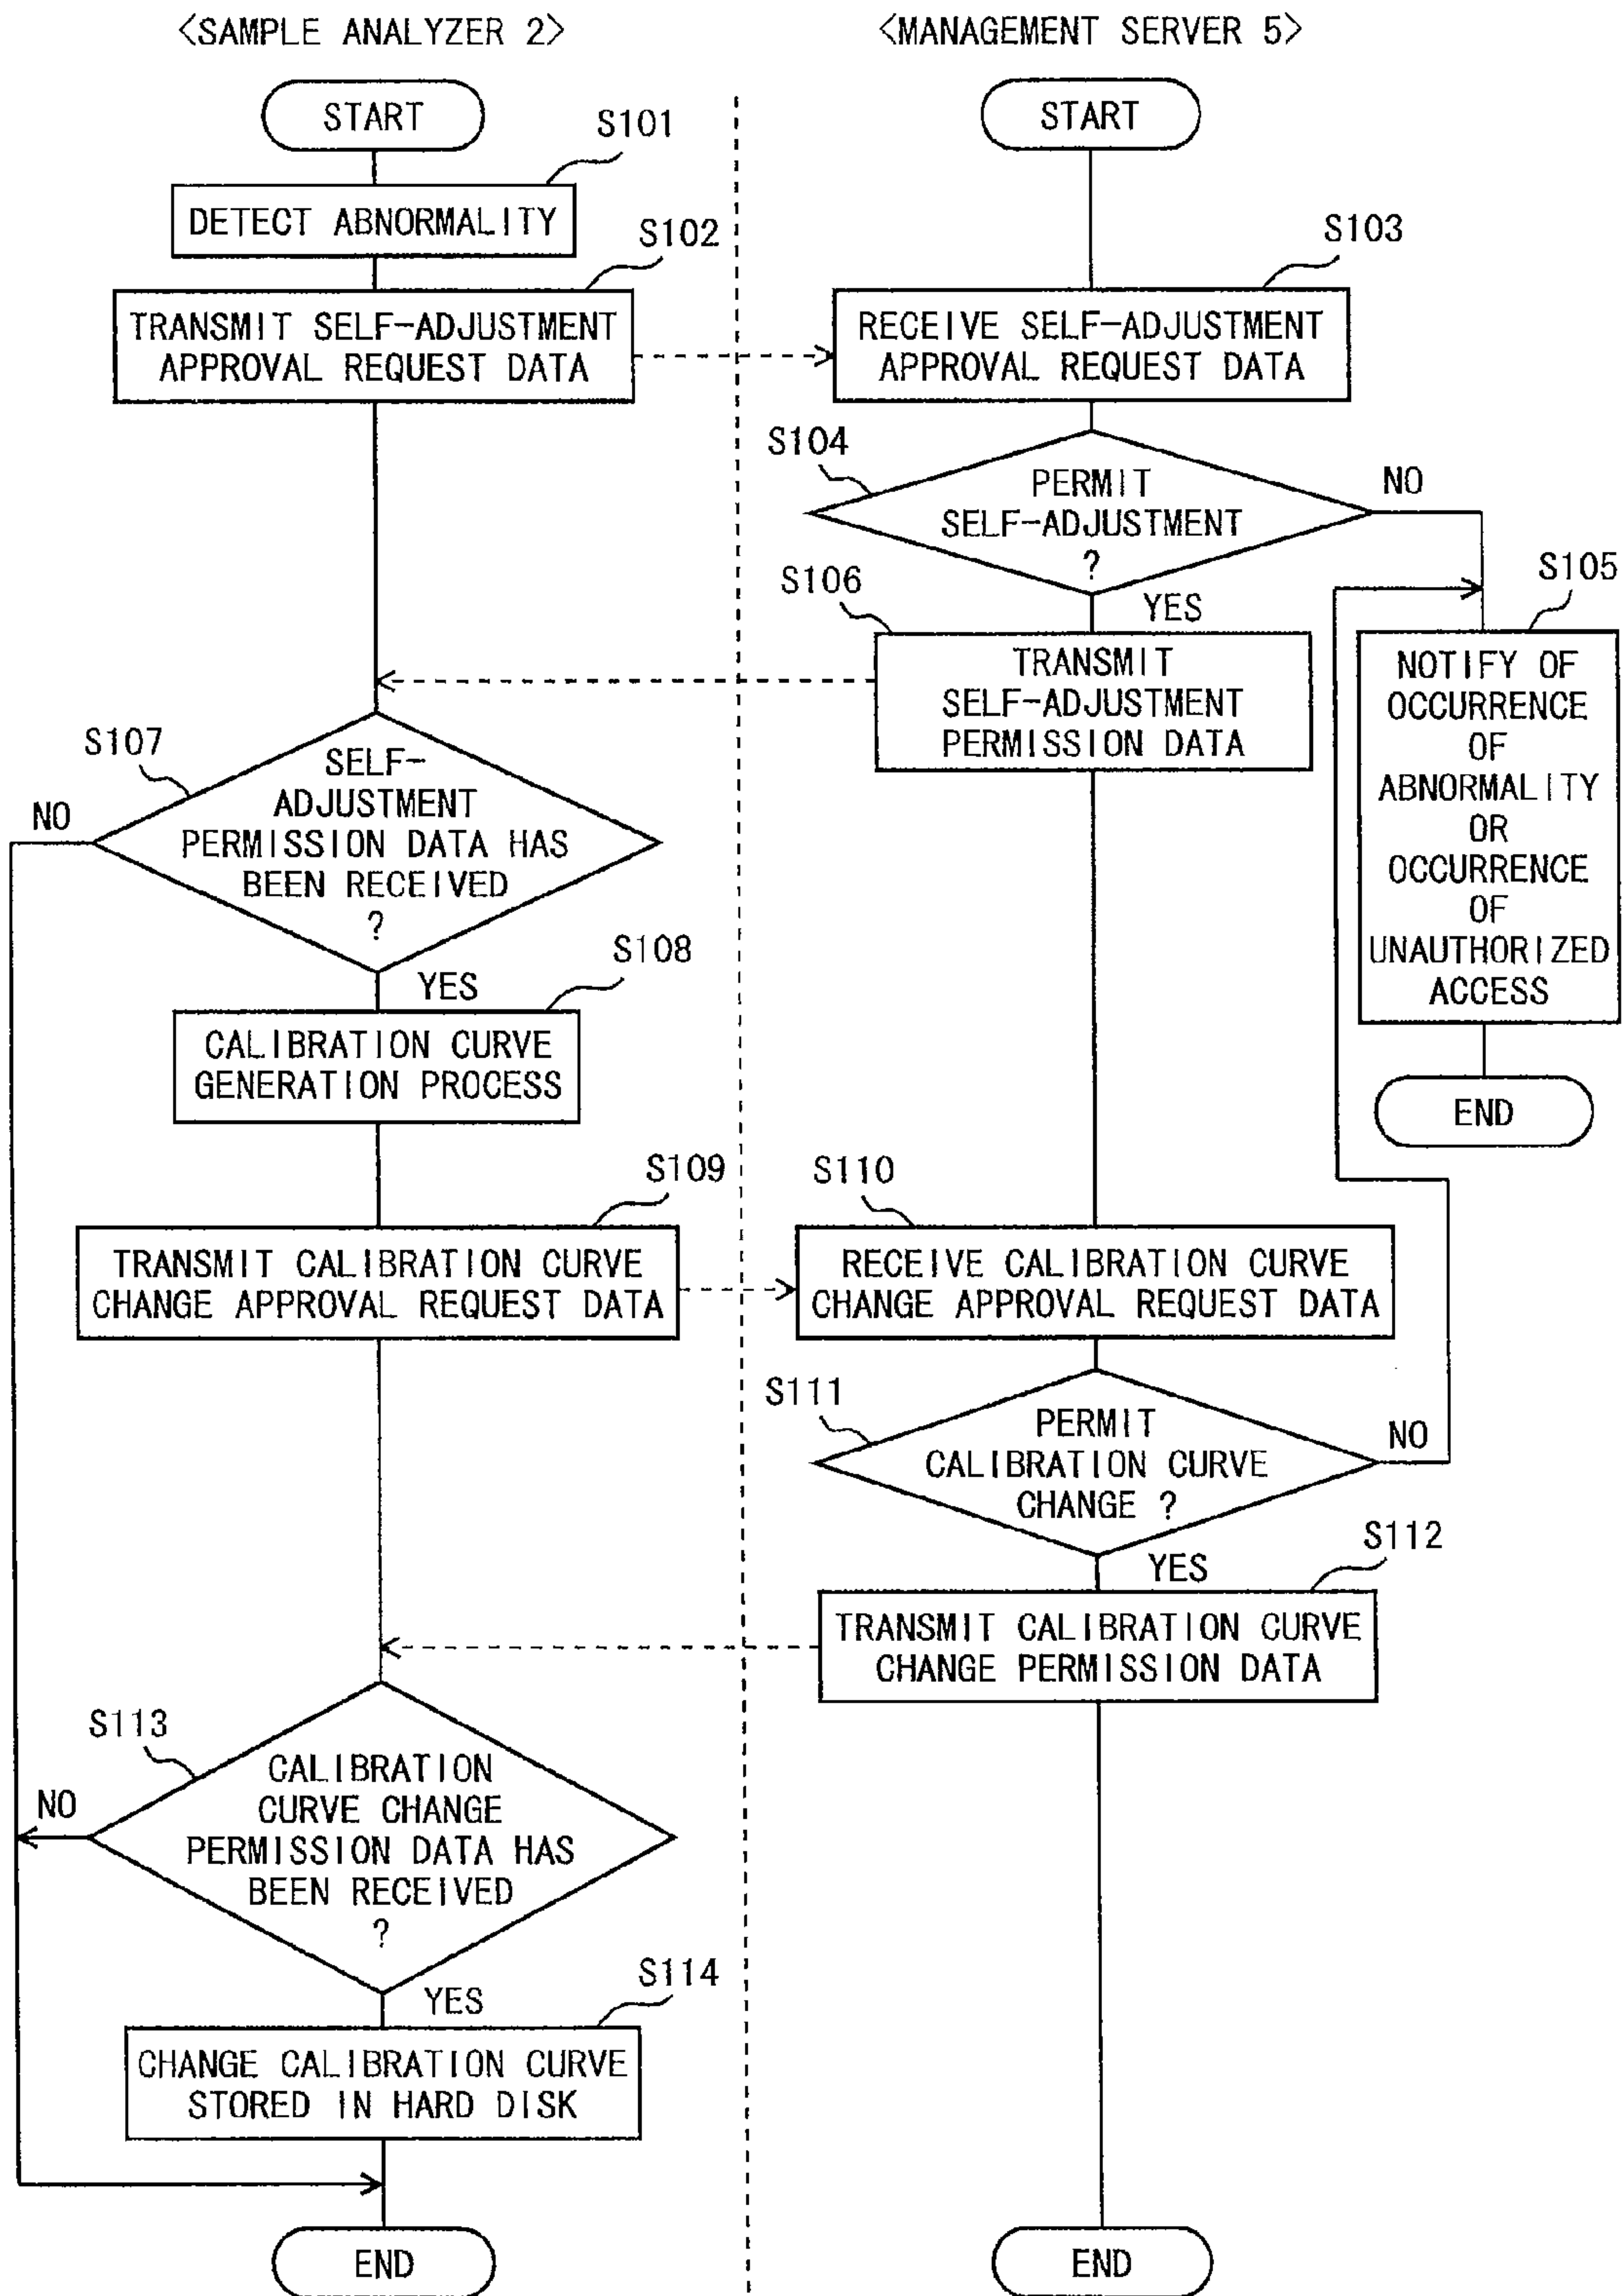 <SAMPLE ANALYZER 2>
<MANAGEMENT SERVER 5>
START
START
S101
DETECT ABNORMALITY
S102
TRANSMIT SELF-ADJUSTMENT
APPROVAL REQUEST DATA
S103
RECEIVE SELF-ADJUSTMENT
APPROVAL REQUEST DATA
S104
PERMIT
SELF-ADJUSTMENT
?
NO
YES
S105
NOTIFY OF
OCCURRENCE
OF
ABNORMALITY
OR
OCCURRENCE
OF
UNAUTHORIZED
ACCESS
END
S106
TRANSMIT
SELF-ADJUSTMENT
PERMISSION DATA
S107
SELF-
ADJUSTMENT
PERMISSION DATA HAS
BEEN RECEIVED
?
NO
YES
S108
CALIBRATION CURVE
GENERATION PROCESS
S109
TRANSMIT CALIBRATION CURVE
CHANGE APPROVAL REQUEST DATA
S110
RECEIVE CALIBRATION CURVE
CHANGE APPROVAL REQUEST DATA
S111
PERMIT
CALIBRATION CURVE
CHANGE ?
NO
YES
S112
TRANSMIT CALIBRATION CURVE
CHANGE PERMISSION DATA
S113
CALIBRATION
CURVE CHANGE
PERMISSION DATA HAS
BEEN RECEIVED
?
NO
YES
S114
CHANGE CALIBRATION CURVE
STORED IN HARD DISK
END
END